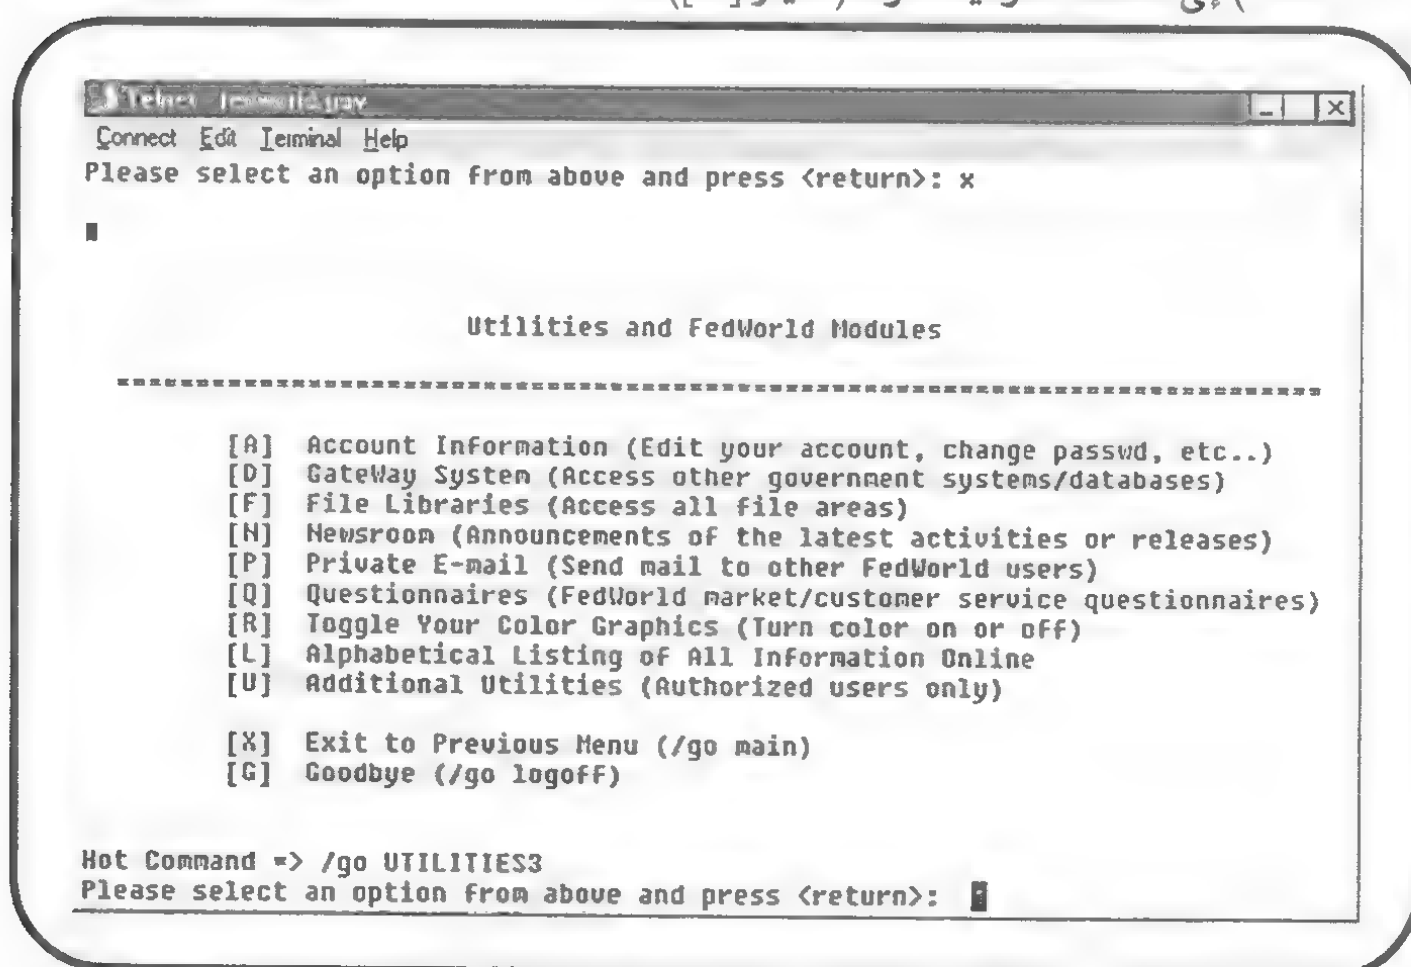 Telnet - fedworld.gov
Connect Edit Terminal Help
Please select an option from above and press <return>: x
Utilities and FedWorld Modules
[A] Account Information (Edit your account, change passwd, etc..)
[D] GateWay System (Access other government systems/databases)
[F] File Libraries (Access all file areas)
[N] Newsroom (Announcements of the latest activities or releases)
[P] Private E-mail (Send mail to other FedWorld users)
[Q] Questionnaires (FedWorld market/customer service questionnaires)
[R] Toggle Your Color Graphics (Turn color on or off)
[L] Alphabetical Listing of All Information Online
[U] Additional Utilities (Authorized users only)
[X] Exit to Previous Menu (/go main)
[G] Goodbye (/go logoff)
Hot Command => /go UTILITIES3
Please select an option from above and press <return>: